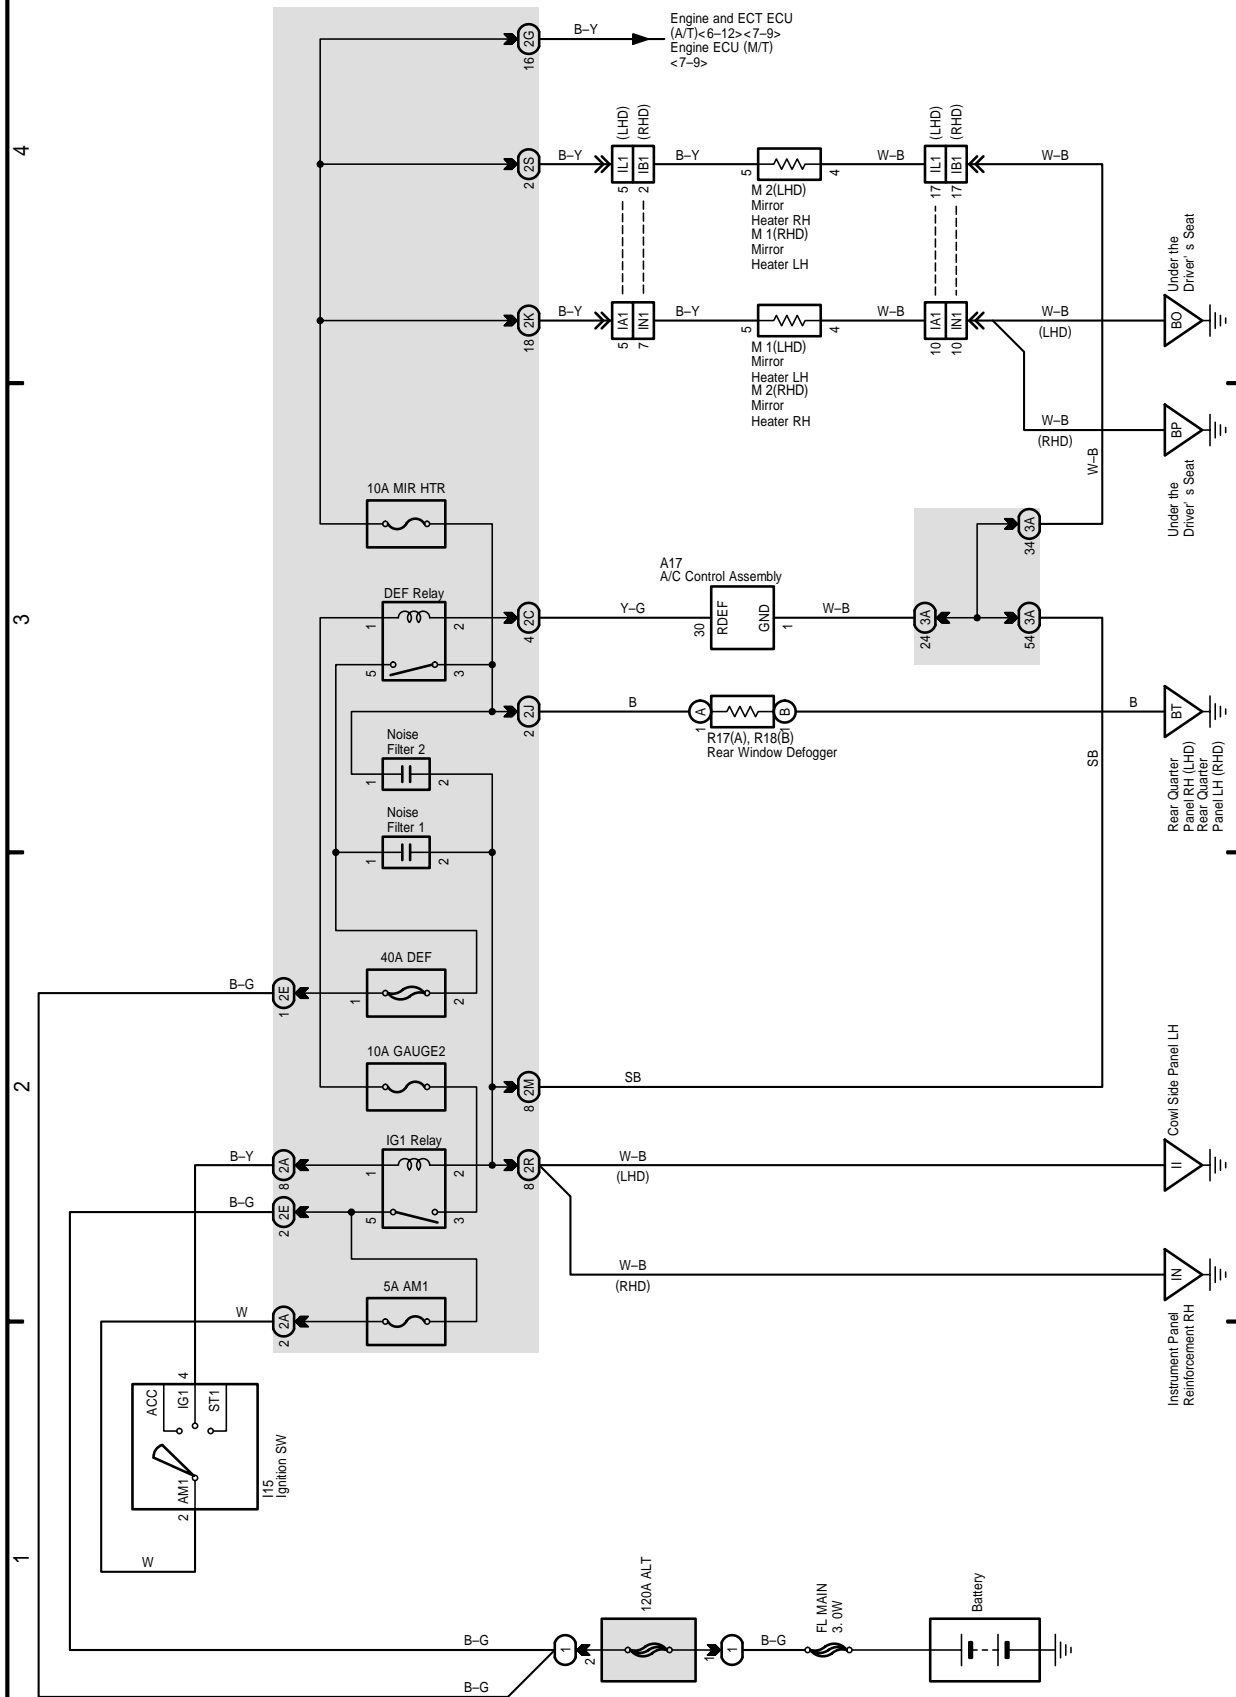 4
3
2
1
16
2G
B–Y
Engine and ECT ECU
(A/T)<6–12><7–9>
Engine ECU (M/T)
<7–9>
2
2S
B–Y
5
2
IL1
IB1
(LHD)
(RHD)
B–Y
5
4
M 2(LHD)
Mirror
Heater RH
M 1(RHD)
Mirror
Heater LH
W–B
17
17
IL1
IB1
(LHD)
(RHD)
W–B
18
2K
B–Y
5
7
IA1
IN1
B–Y
5
4
M 1(LHD)
Mirror
Heater LH
M 2(RHD)
Mirror
Heater RH
W–B
10
10
IA1
IN1
W–B
(LHD)
BO
Under the
Driver' s Seat
W–B
(RHD)
BP
Under the
Driver' s Seat
W–B
10A MIR HTR
DEF Relay
1
2
5
3
4
2C
Y–G
A17
A/C Control Assembly
30
RDEF
GND
1
W–B
24
3A
34
3A
54
3A
2
2J
B
1
A
B
1
R17(A), R18(B)
Rear Window Defogger
B
BT
Rear Quarter
Panel RH (LHD)
Rear Quarter
Panel LH (RHD)
SB
Noise
Filter 2
1
2
Noise
Filter 1
1
2
B–G
1
2E
40A DEF
1
2
10A GAUGE2
8
2M
SB
B–Y
8
2A
IG1 Relay
1
2
5
3
8
2R
W–B
(LHD)
II
Cowl Side Panel LH
B–G
2
2E
W–B
(RHD)
IN
Instrument Panel
Reinforcement RH
W
2
2A
5A AM1
4
ACC
IG1
ST1
2
AM1
I15
Ignition SW
W
B–G
B–G
1
2
120A ALT
1
1
B–G
FL MAIN
3. 0W
Battery